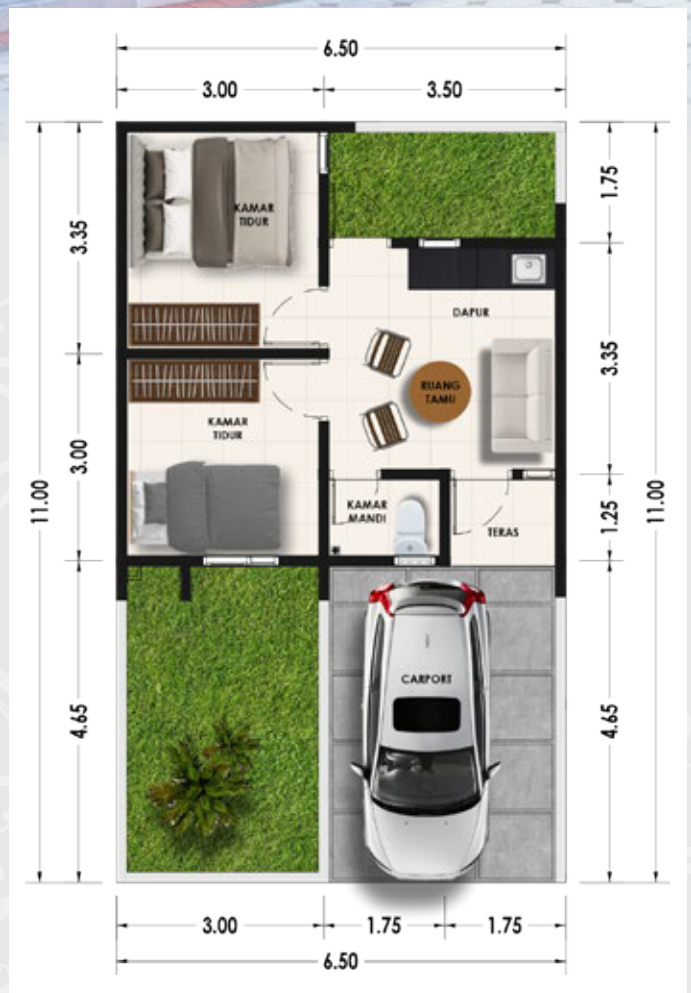 6.50
3.00
3.50
KAMAR
TIDUR
1.75
3.35
DAPUR
3.35
RUANG
TAMU
KAMAR
TIDUR
3.00
11.00
11.00
KAMAR
MANDI
TERAS
1.25
CARPORT
4.65
4.65
3.00
1.75
1.75
6.50